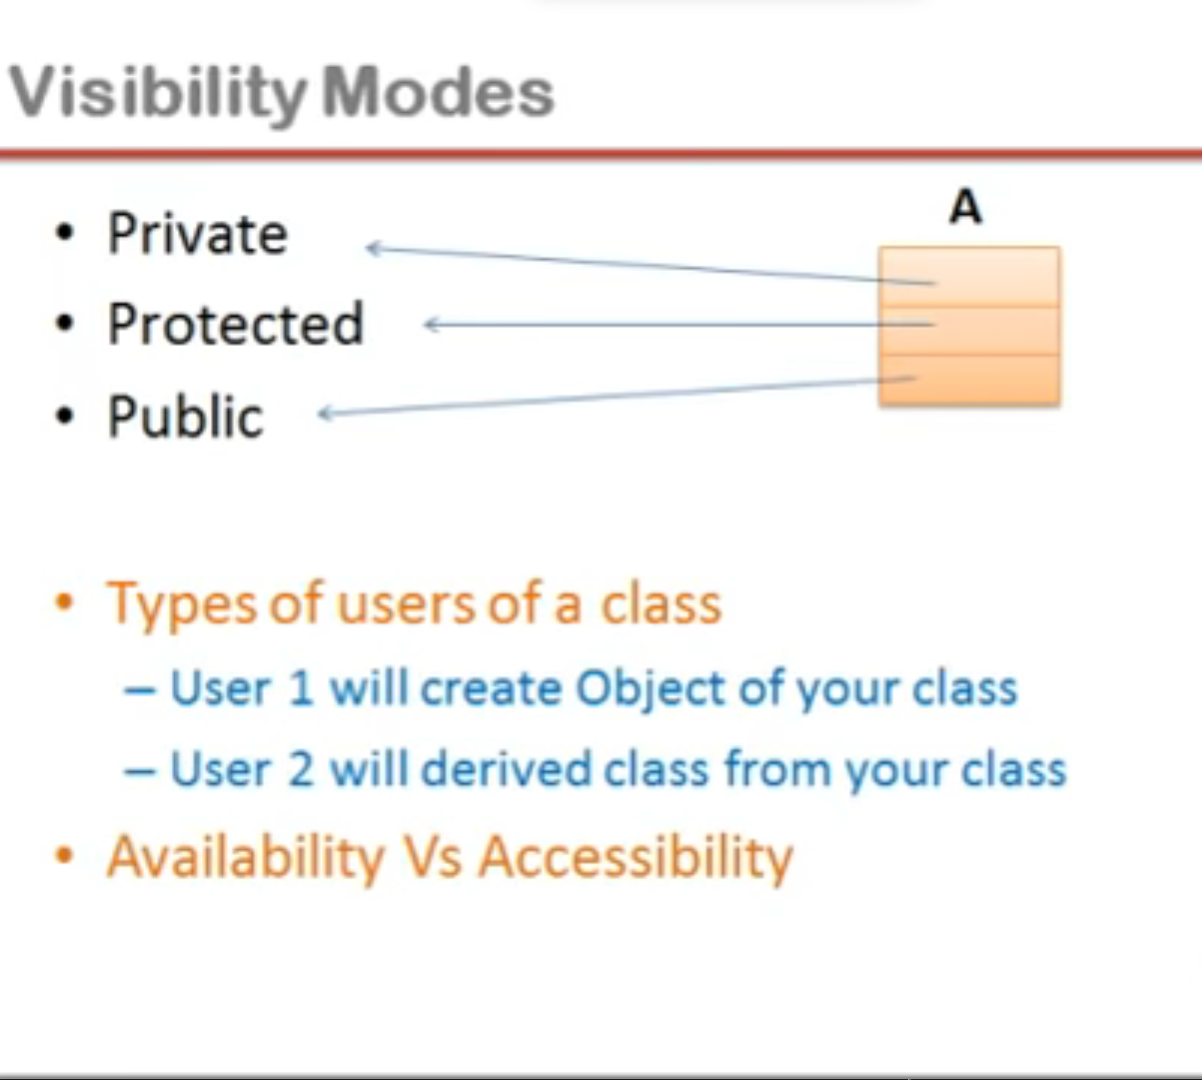 Visibility Modes
A
• Private
• Protected
• Public
• Types of users of a class
– User 1 will create Object of your class
– User 2 will derived class from your class
• Availability Vs Accessibility